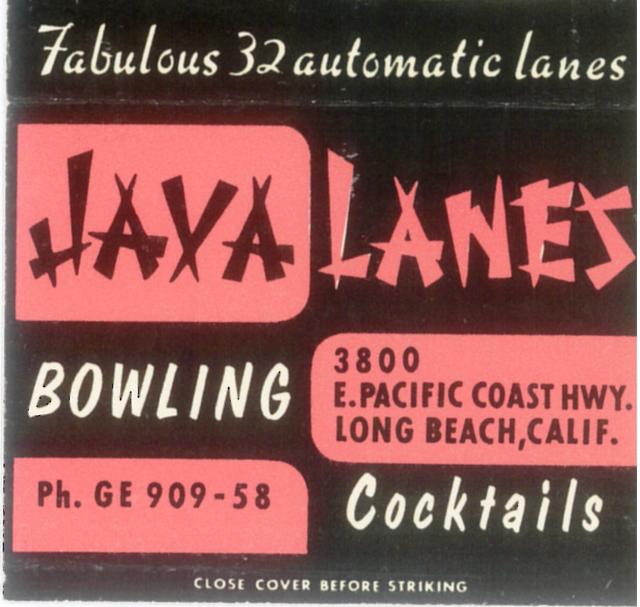 Fabulous 32 automatic lanes
JAVA LANES
BOWLING
3800
E. PACIFIC COAST HWY.
LONG BEACH, CALIF.
Ph. GE 909-58
Cocktails
CLOSE COVER BEFORE STRIKING